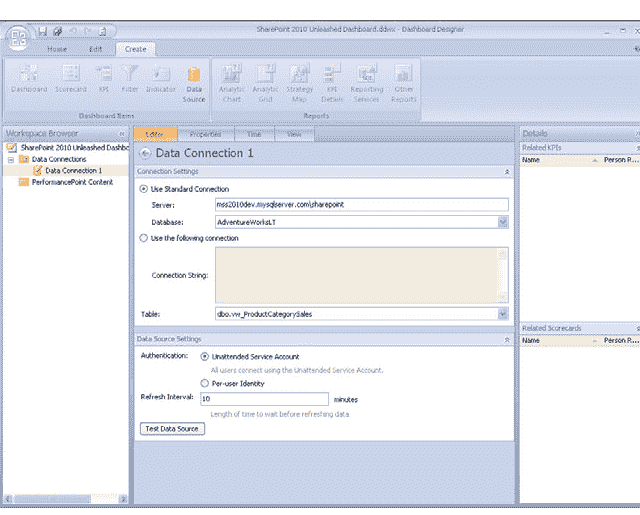 SharePoint 2010 Unleashed Dashboard.ddwx - Dashboard Designer
Home Edit Create
Dashboard Scorecard KPI Filter Indicator Data Source Analytic Chart Analytic Grid Strategy Map KPI Details Reporting Services Other Reports
Dashboard Items Reports
Workspace Browser
SharePoint 2010 Unleashed Dashbo
Data Connections
Data Connection 1
PerformancePoint Content
Editor Properties Time View
Data Connection 1
Connection Settings
Use Standard Connection
Server: mss2010dev.mysqlserver.com\sharepoint
Database: AdventureWorksLT
Use the following connection
Connection String:
Table: dbo.vw_ProductCategorySales
Data Source Settings
Authentication: Unattended Service Account
All users connect using the Unattended Service Account.
Per-user Identity
Refresh Interval: 10 minutes
Length of time to wait before refreshing data
Test Data Source
Details
Related KPIs
Name Person R...
Related Scorecards
Name Person R...